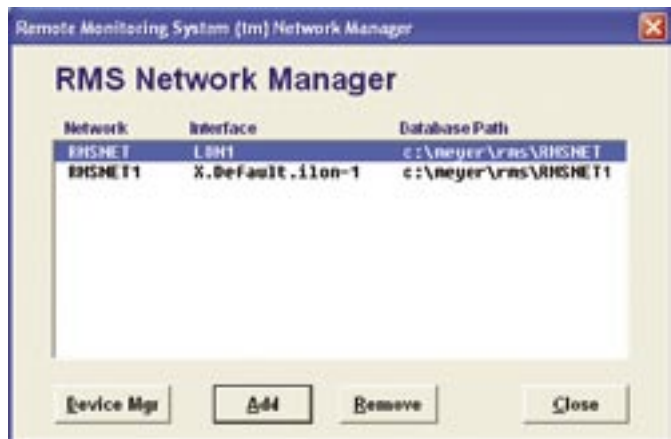 Remote Monitoring System (tm) Network Manager
RMS Network Manager
Network Interface Database Path
RMSNET LON1 c:\meyer\rms\RMSNET
RMSNET1 X.Default.ilon-1 c:\meyer\rms\RMSNET1
Device Mgr Add Remove Close